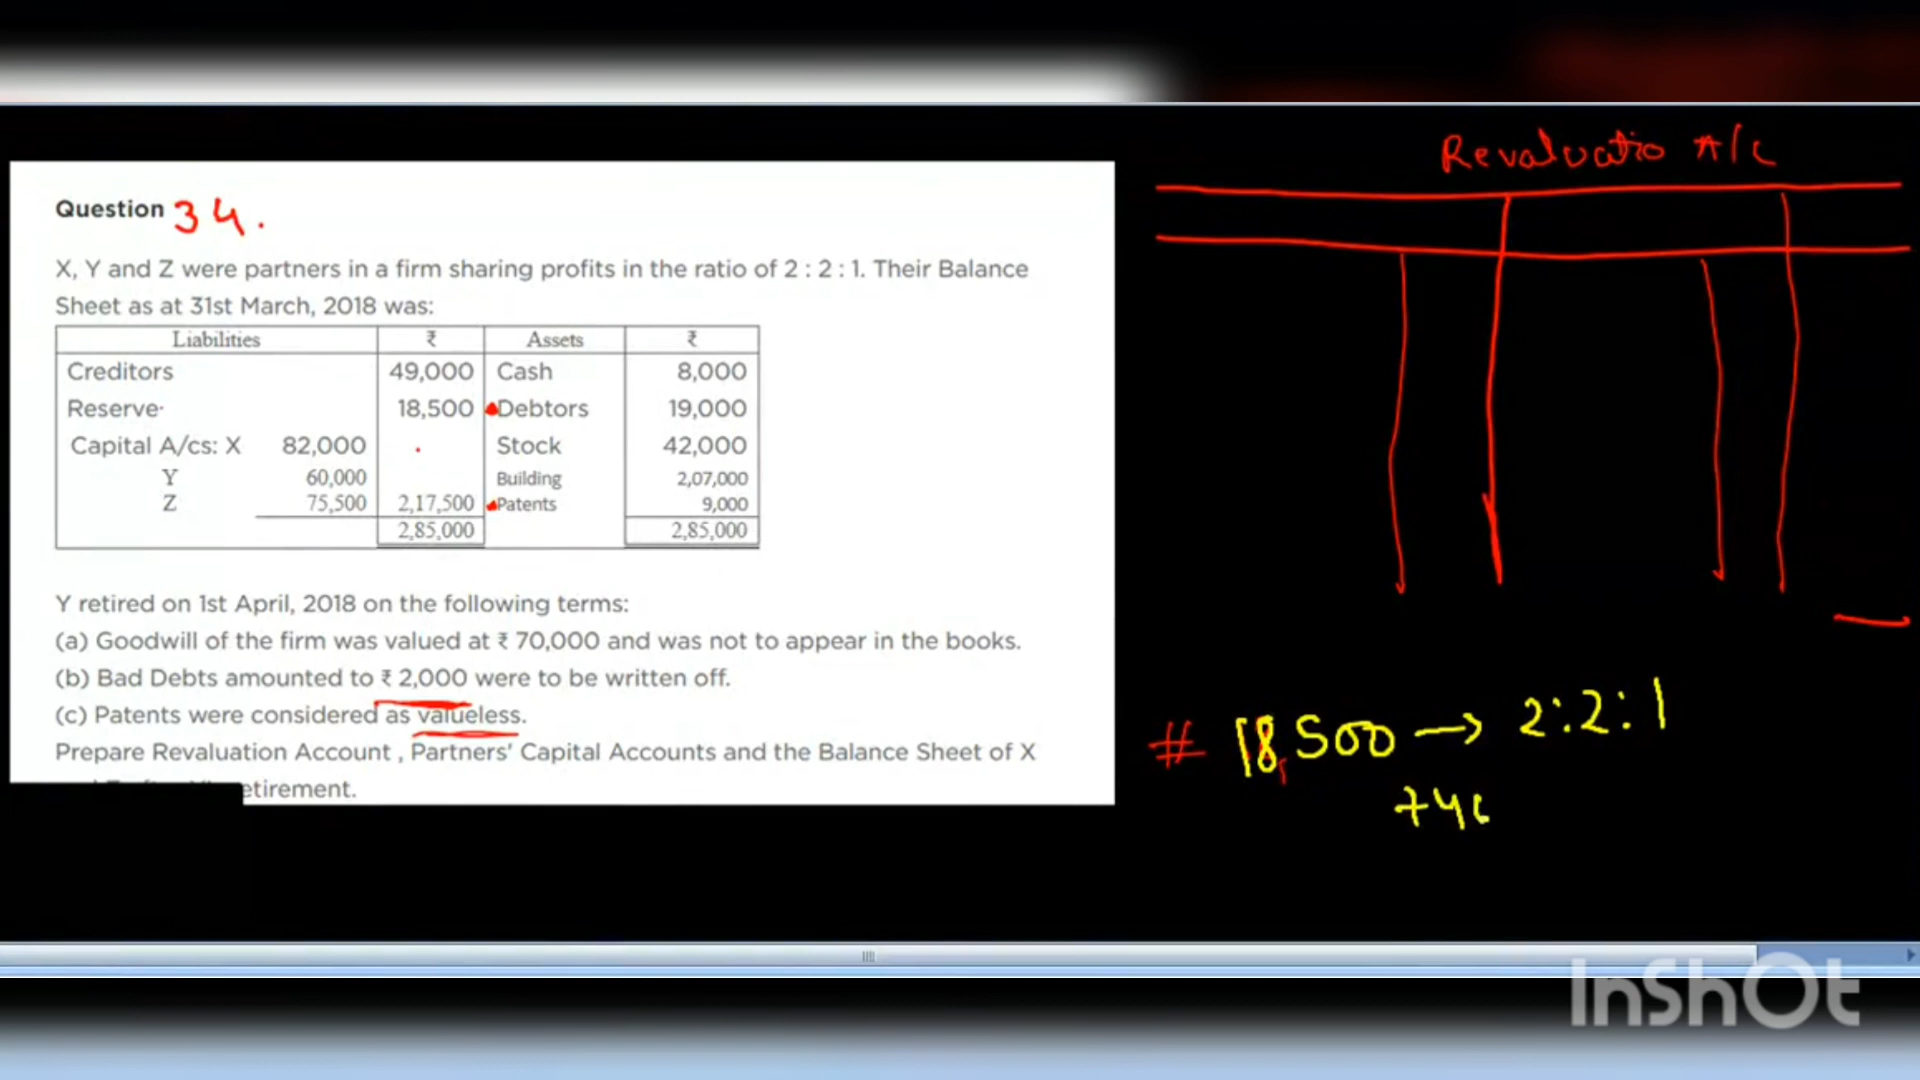 Question 34.
X, Y and Z were partners in a firm sharing profits in the ratio of 2 : 2 : 1. Their Balance
Sheet as at 31st March, 2018 was:
Liabilities ₹ Assets ₹
Creditors 49,000 Cash 8,000
Reserve 18,500 Debtors 19,000
Capital A/cs: X 82,000 Stock 42,000
Y 60,000 Building 2,07,000
Z 75,500 2,17,500 Patents 9,000
2,85,000 2,85,000
Y retired on 1st April, 2018 on the following terms:
(a) Goodwill of the firm was valued at ₹ 70,000 and was not to appear in the books.
(b) Bad Debts amounted to ₹ 2,000 were to be written off.
(c) Patents were considered as valueless.
Prepare Revaluation Account , Partners' Capital Accounts and the Balance Sheet of X
etirement.
Revaluatio A/c
# 18,500 → 2:2:1
740
InShOt